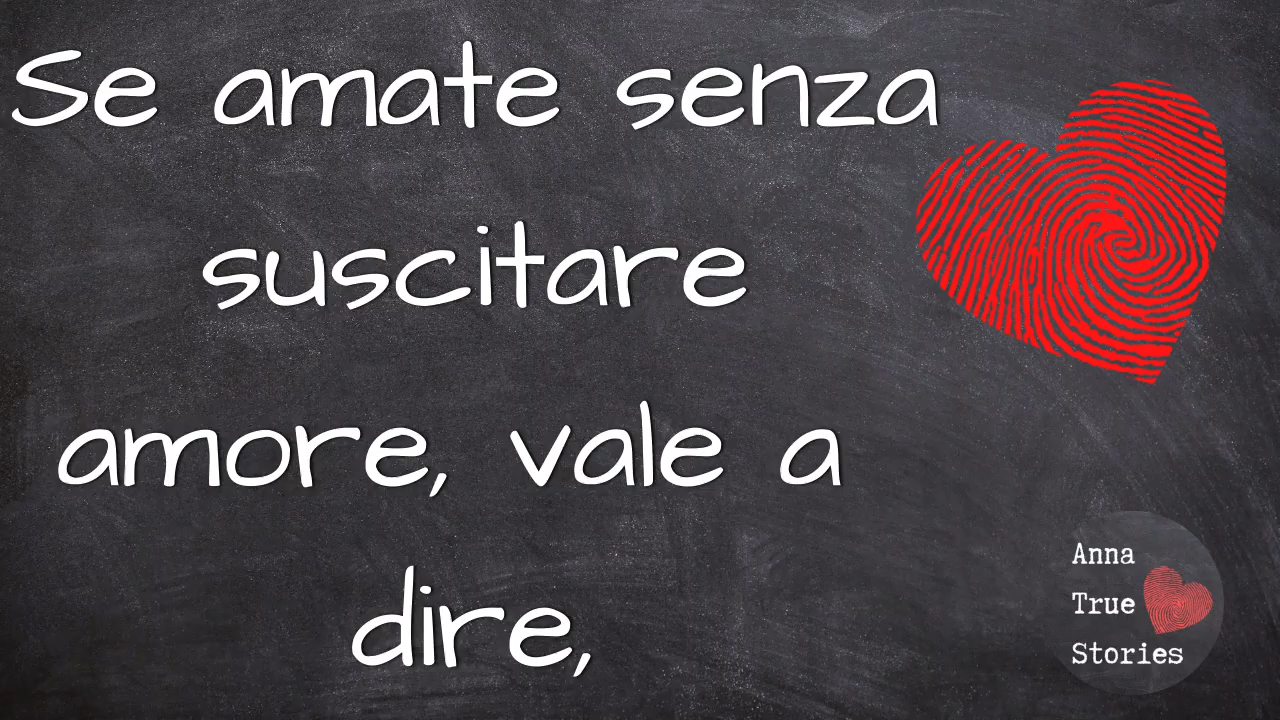 Se amate senza
suscitare
amore, vale a
dire,
Anna
True
Stories